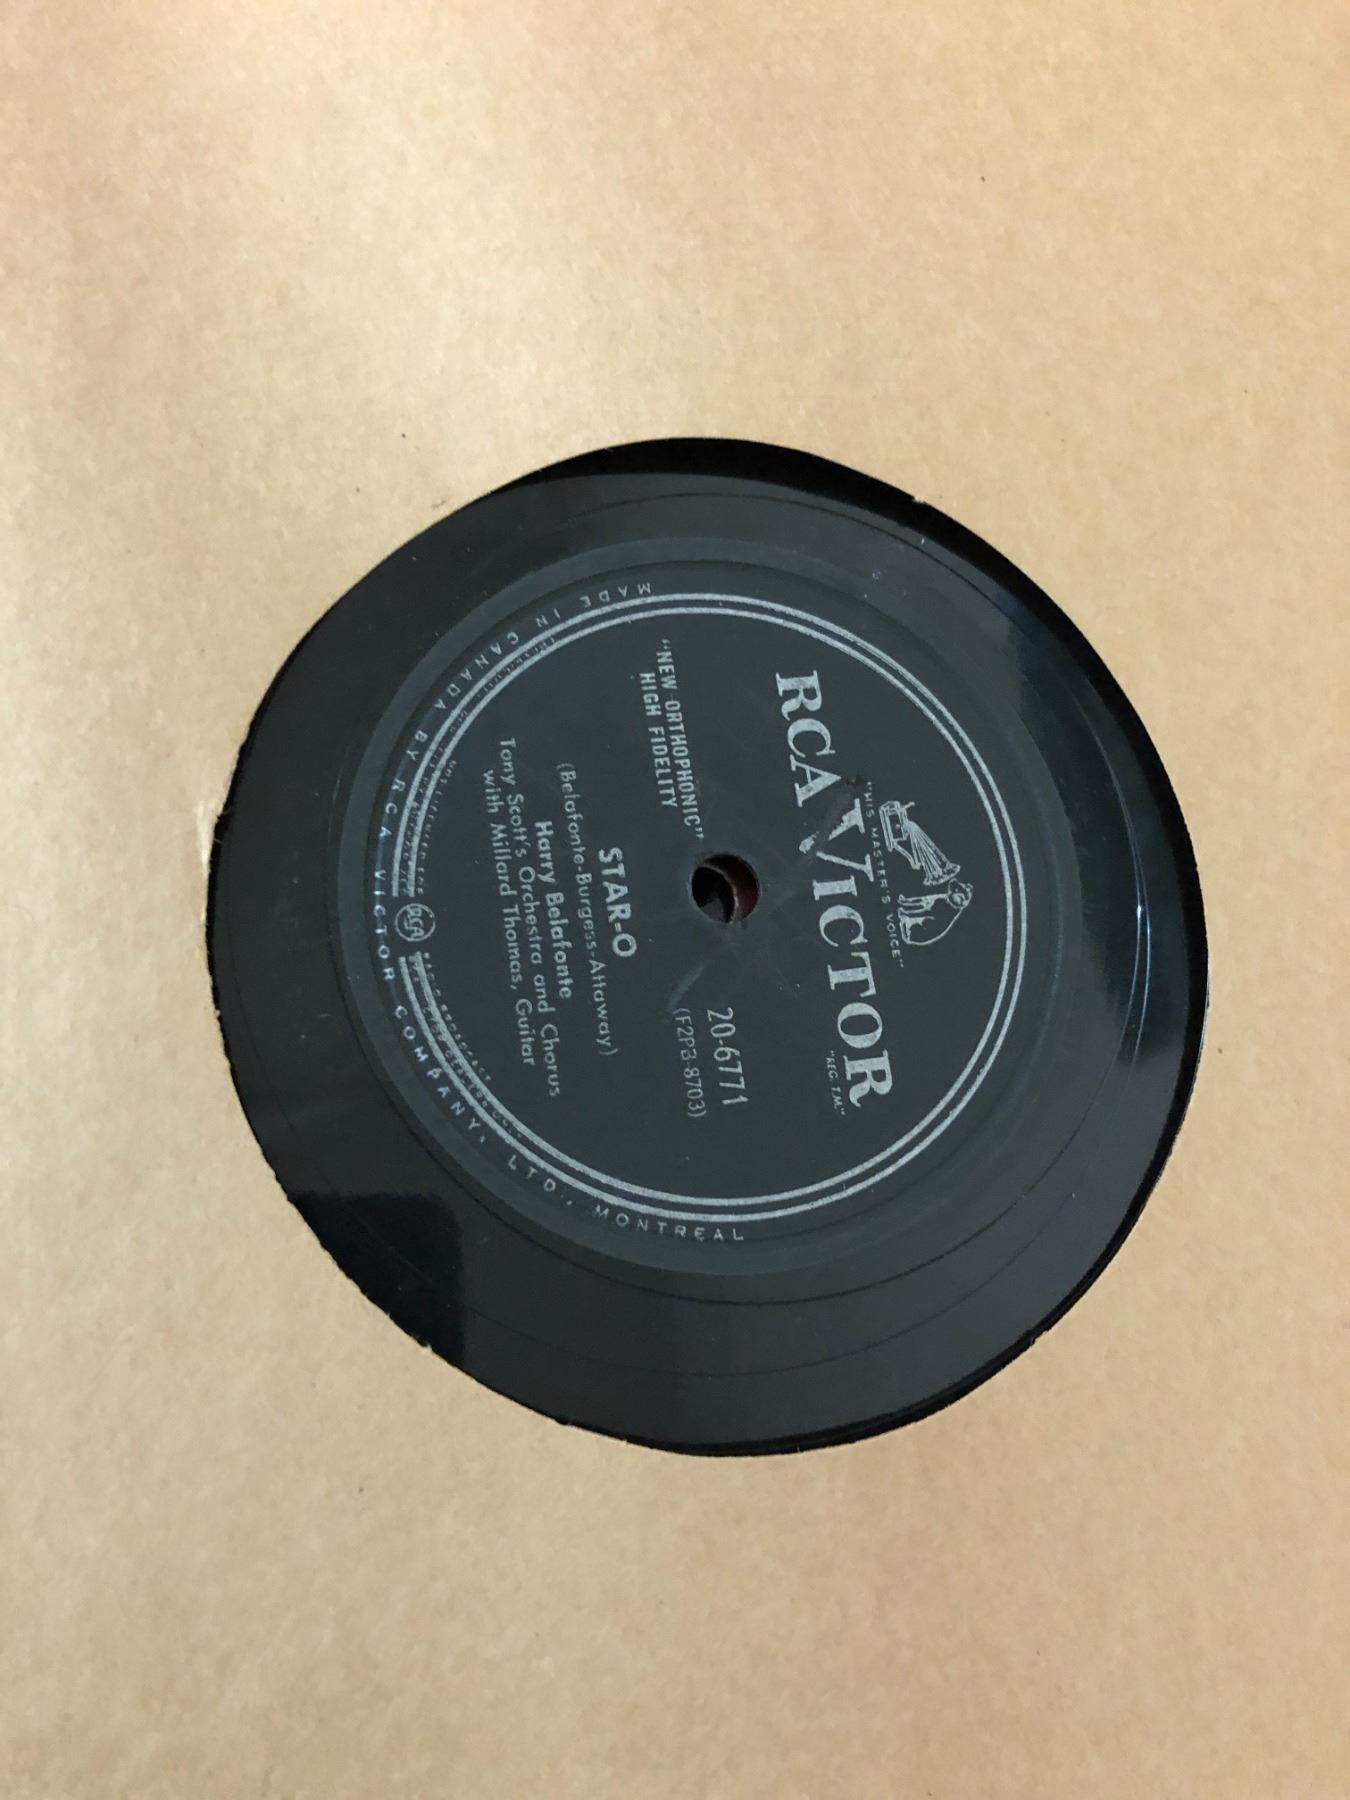 "HIS MASTER'S VOICE"
RCA VICTOR
"REG. T.M."
"NEW ORTHOPHONIC"
HIGH FIDELITY
20-6771
(F2PB-8703)
STAR-O
(Belafonte-Burgess-Attaway)
Harry Belafonte
Tony Scott's Orchestra and Chorus
with Millard Thomas, Guitar
RCA
MADE IN CANADA BY RCA VICTOR COMPANY, LTD., MONTREAL